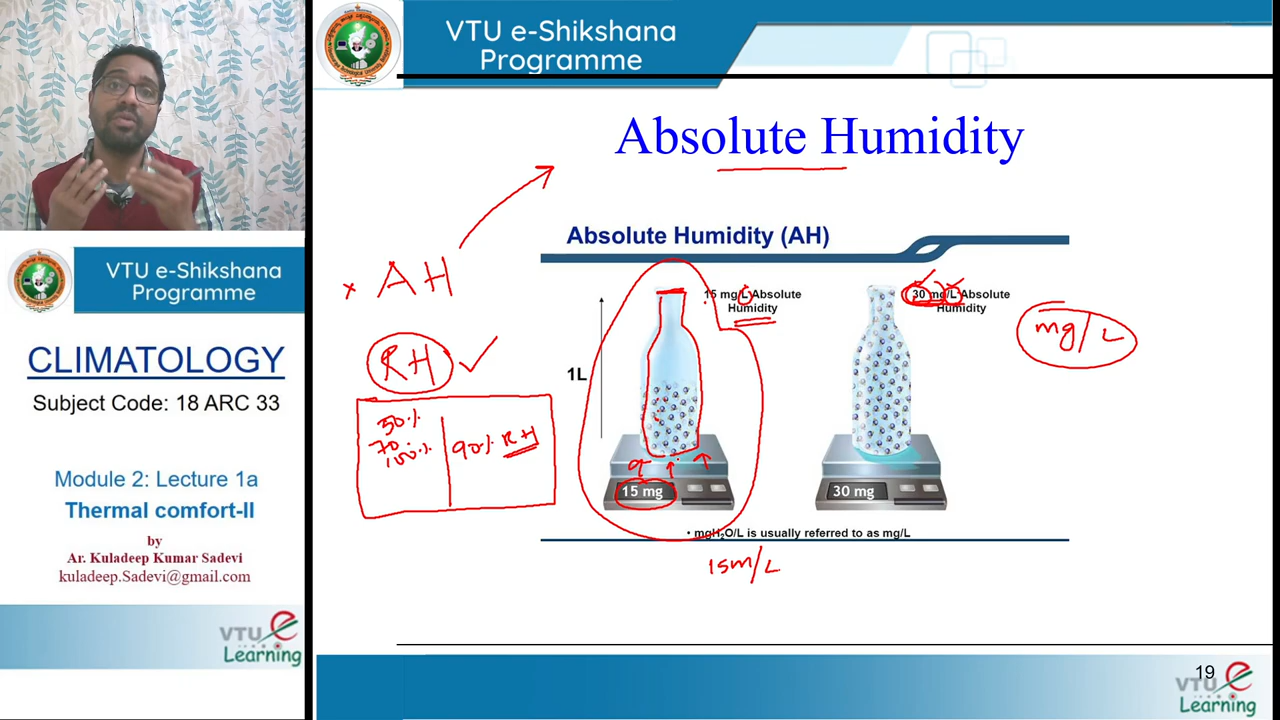 VTU e-Shikshana
Programme
Absolute Humidity
Absolute Humidity (AH)
15 mg/L Absolute
Humidity
30 mg/L Absolute
Humidity
mg/L
× AH
RH ✓
50%
70
100%
90% RH
1L
15 mg
30 mg
• mgH₂O/L is usually referred to as mg/L
15m/L
VTU e-Shikshana
Programme
CLIMATOLOGY
Subject Code: 18 ARC 33
Module 2: Lecture 1a
Thermal comfort-II
by
Ar. Kuladeep Kumar Sadevi
kuladeep.Sadevi@gmail.com
VTU e
Learning
19
VTU e
Learning